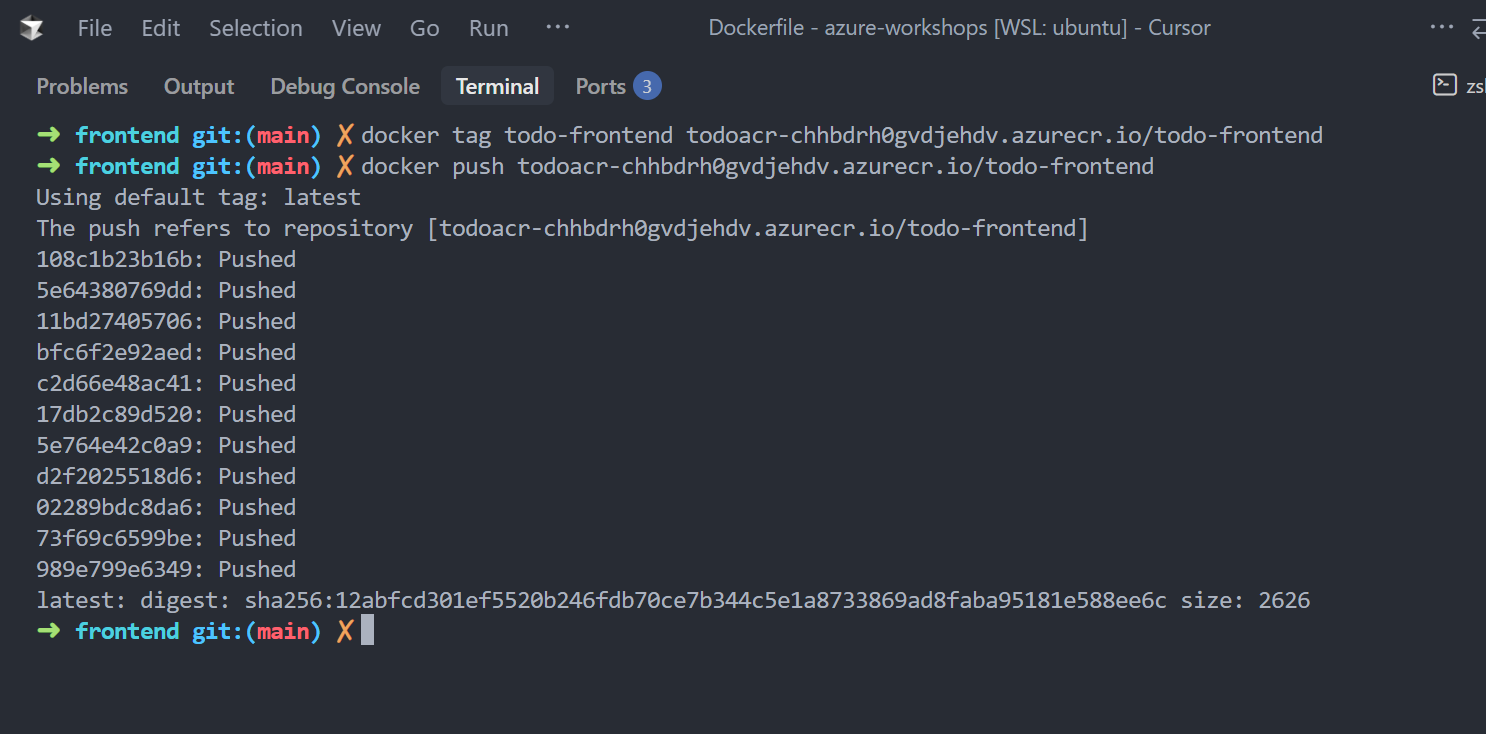 File Edit Selection View Go Run ··· Dockerfile - azure-workshops [WSL: ubuntu] - Cursor ···
Problems Output Debug Console Terminal Ports 3 zsh
➜ frontend git:(main) ✗ docker tag todo-frontend todoacr-chhbdrh0gvdjehdv.azurecr.io/todo-frontend
➜ frontend git:(main) ✗ docker push todoacr-chhbdrh0gvdjehdv.azurecr.io/todo-frontend
Using default tag: latest
The push refers to repository [todoacr-chhbdrh0gvdjehdv.azurecr.io/todo-frontend]
108c1b23b16b: Pushed
5e64380769dd: Pushed
11bd27405706: Pushed
bfc6f2e92aed: Pushed
c2d66e48ac41: Pushed
17db2c89d520: Pushed
5e764e42c0a9: Pushed
d2f2025518d6: Pushed
02289bdc8da6: Pushed
73f69c6599be: Pushed
989e799e6349: Pushed
latest: digest: sha256:12abfcd301ef5520b246fdb70ce7b344c5e1a8733869ad8faba95181e588ee6c size: 2626
➜ frontend git:(main) ✗